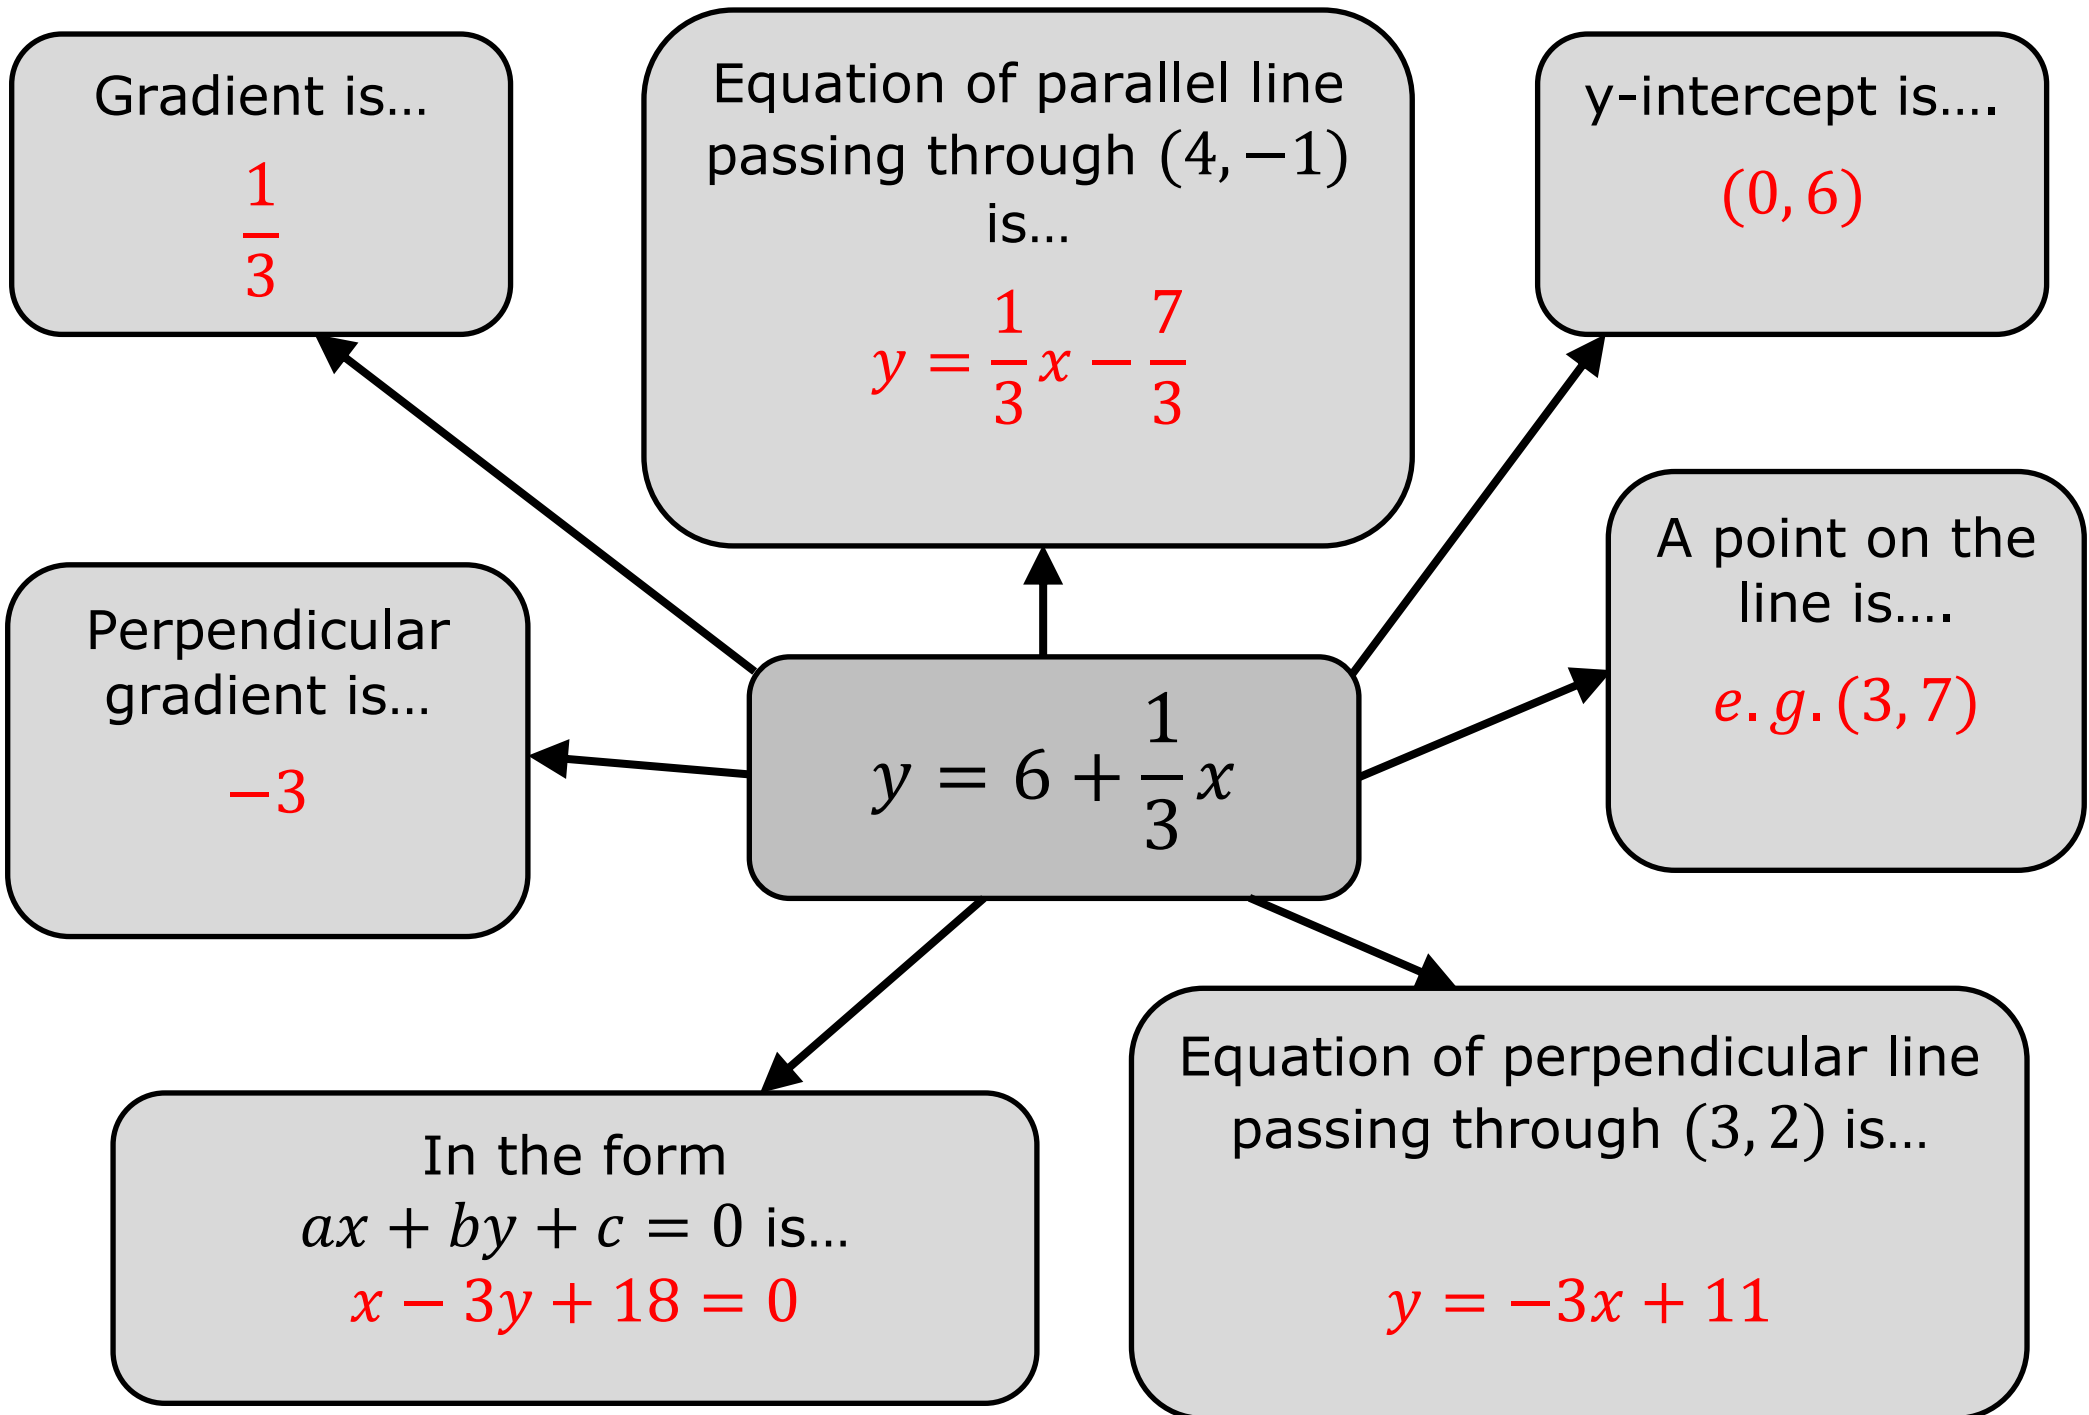 Gradient is…
1/3
Equation of parallel line
passing through (4, −1)
is…
y = 1/3 x − 7/3
y-intercept is….
(0, 6)
A point on the
line is….
e. g. (3, 7)
Perpendicular
gradient is…
−3
y = 6 + 1/3 x
In the form
ax + by + c = 0 is…
x − 3y + 18 = 0
Equation of perpendicular line
passing through (3, 2) is…
y = −3x + 11